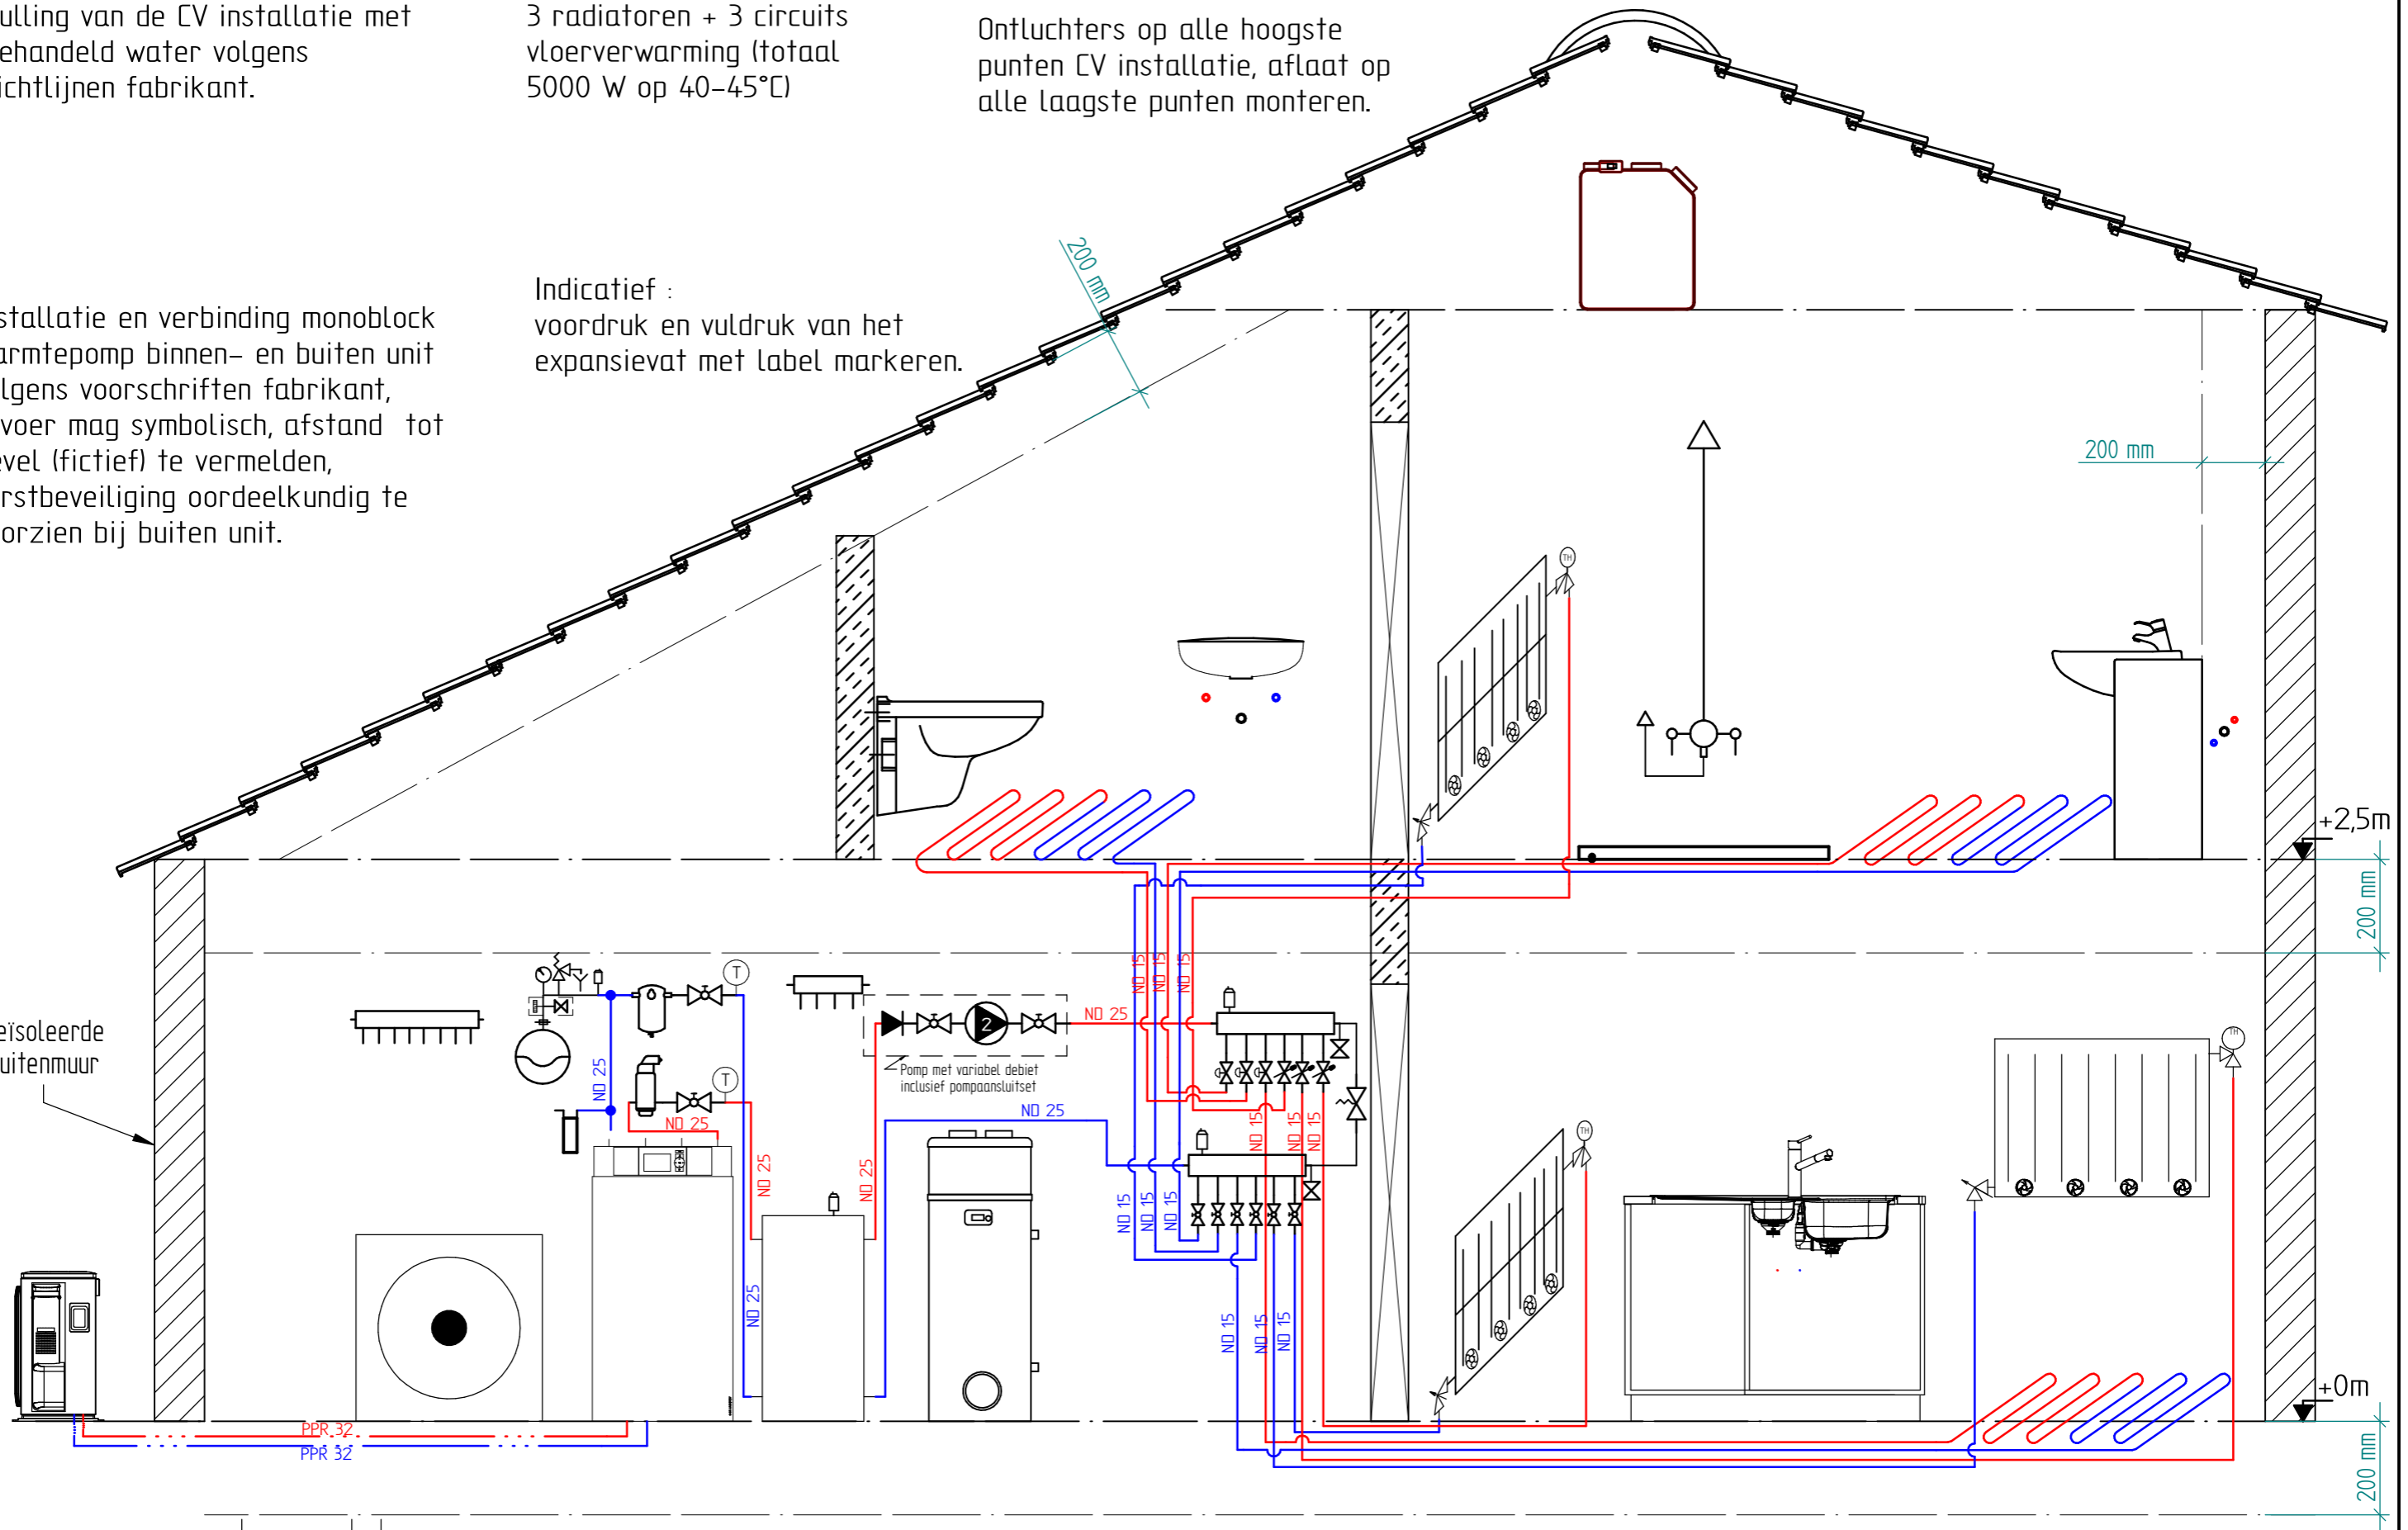 ulling van de CV installatie met
ehandeld water volgens
ichtlijnen fabrikant.
3 radiatoren + 3 circuits
vloerverwarming (totaal
5000 W op 40-45°C)
Ontluchters op alle hoogste
punten CV installatie, aflaat op
alle laagste punten monteren.
stallatie en verbinding monoblock
armtepomp binnen- en buiten unit
lgens voorschriften fabrikant,
voer mag symbolisch, afstand tot
evel (fictief) te vermelden,
rstbeveiliging oordeelkundig te
orzien bij buiten unit.
Indicatief :
voordruk en vuldruk van het
expansievat met label markeren.
200 mm
200 mm
TH
+2,5m
200 mm
eïsoleerde
uitenmuur
T
T
2
Pomp met variabel debiet
inclusief pompaansluitset
ND 25
ND 25
ND 25
ND 25
ND 25
ND 25
ND 25
ND 15
ND 15
ND 15
ND 15
ND 15
ND 15
ND 15
ND 15
ND 15
ND 15
ND 15
ND 15
TH
TH
PPR 32
PPR 32
+0m
200 mm